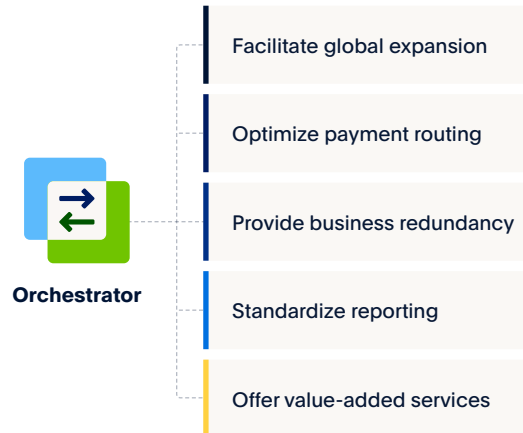 Facilitate global expansion
Optimize payment routing
Provide business redundancy
Orchestrator
Standardize reporting
Offer value-added services